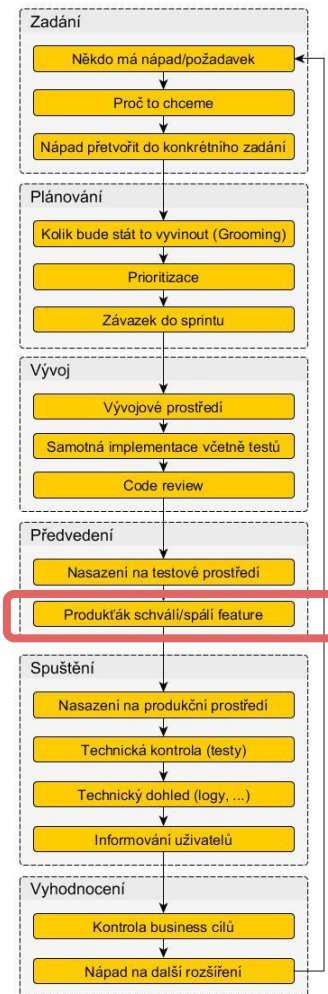 Zadání
Někdo má nápad/požadavek
Proč to chceme
Nápad přetvořit do konkrétního zadání
Plánování
Kolik bude stát to vyvinout (Grooming)
Prioritizace
Závazek do sprintu
Vývoj
Vývojové prostředí
Samotná implementace včetně testů
Code review
Předvedení
Nasazení na testové prostředí
Produkťák schválí/spálí feature
Spuštění
Nasazení na produkční prostředí
Technická kontrola (testy)
Technický dohled (logy, ...)
Informování uživatelů
Vyhodnocení
Kontrola business cílů
Nápad na další rozšíření